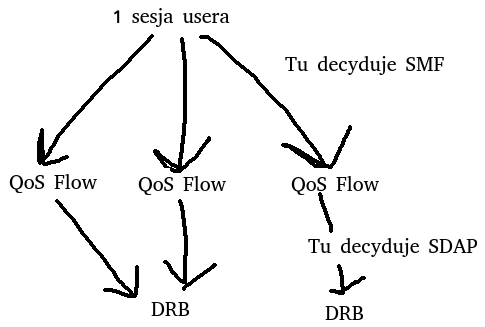 1 sesja usera
Tu decyduje SMF
QoS Flow
QoS Flow
QoS Flow
Tu decyduje SDAP
DRB
DRB